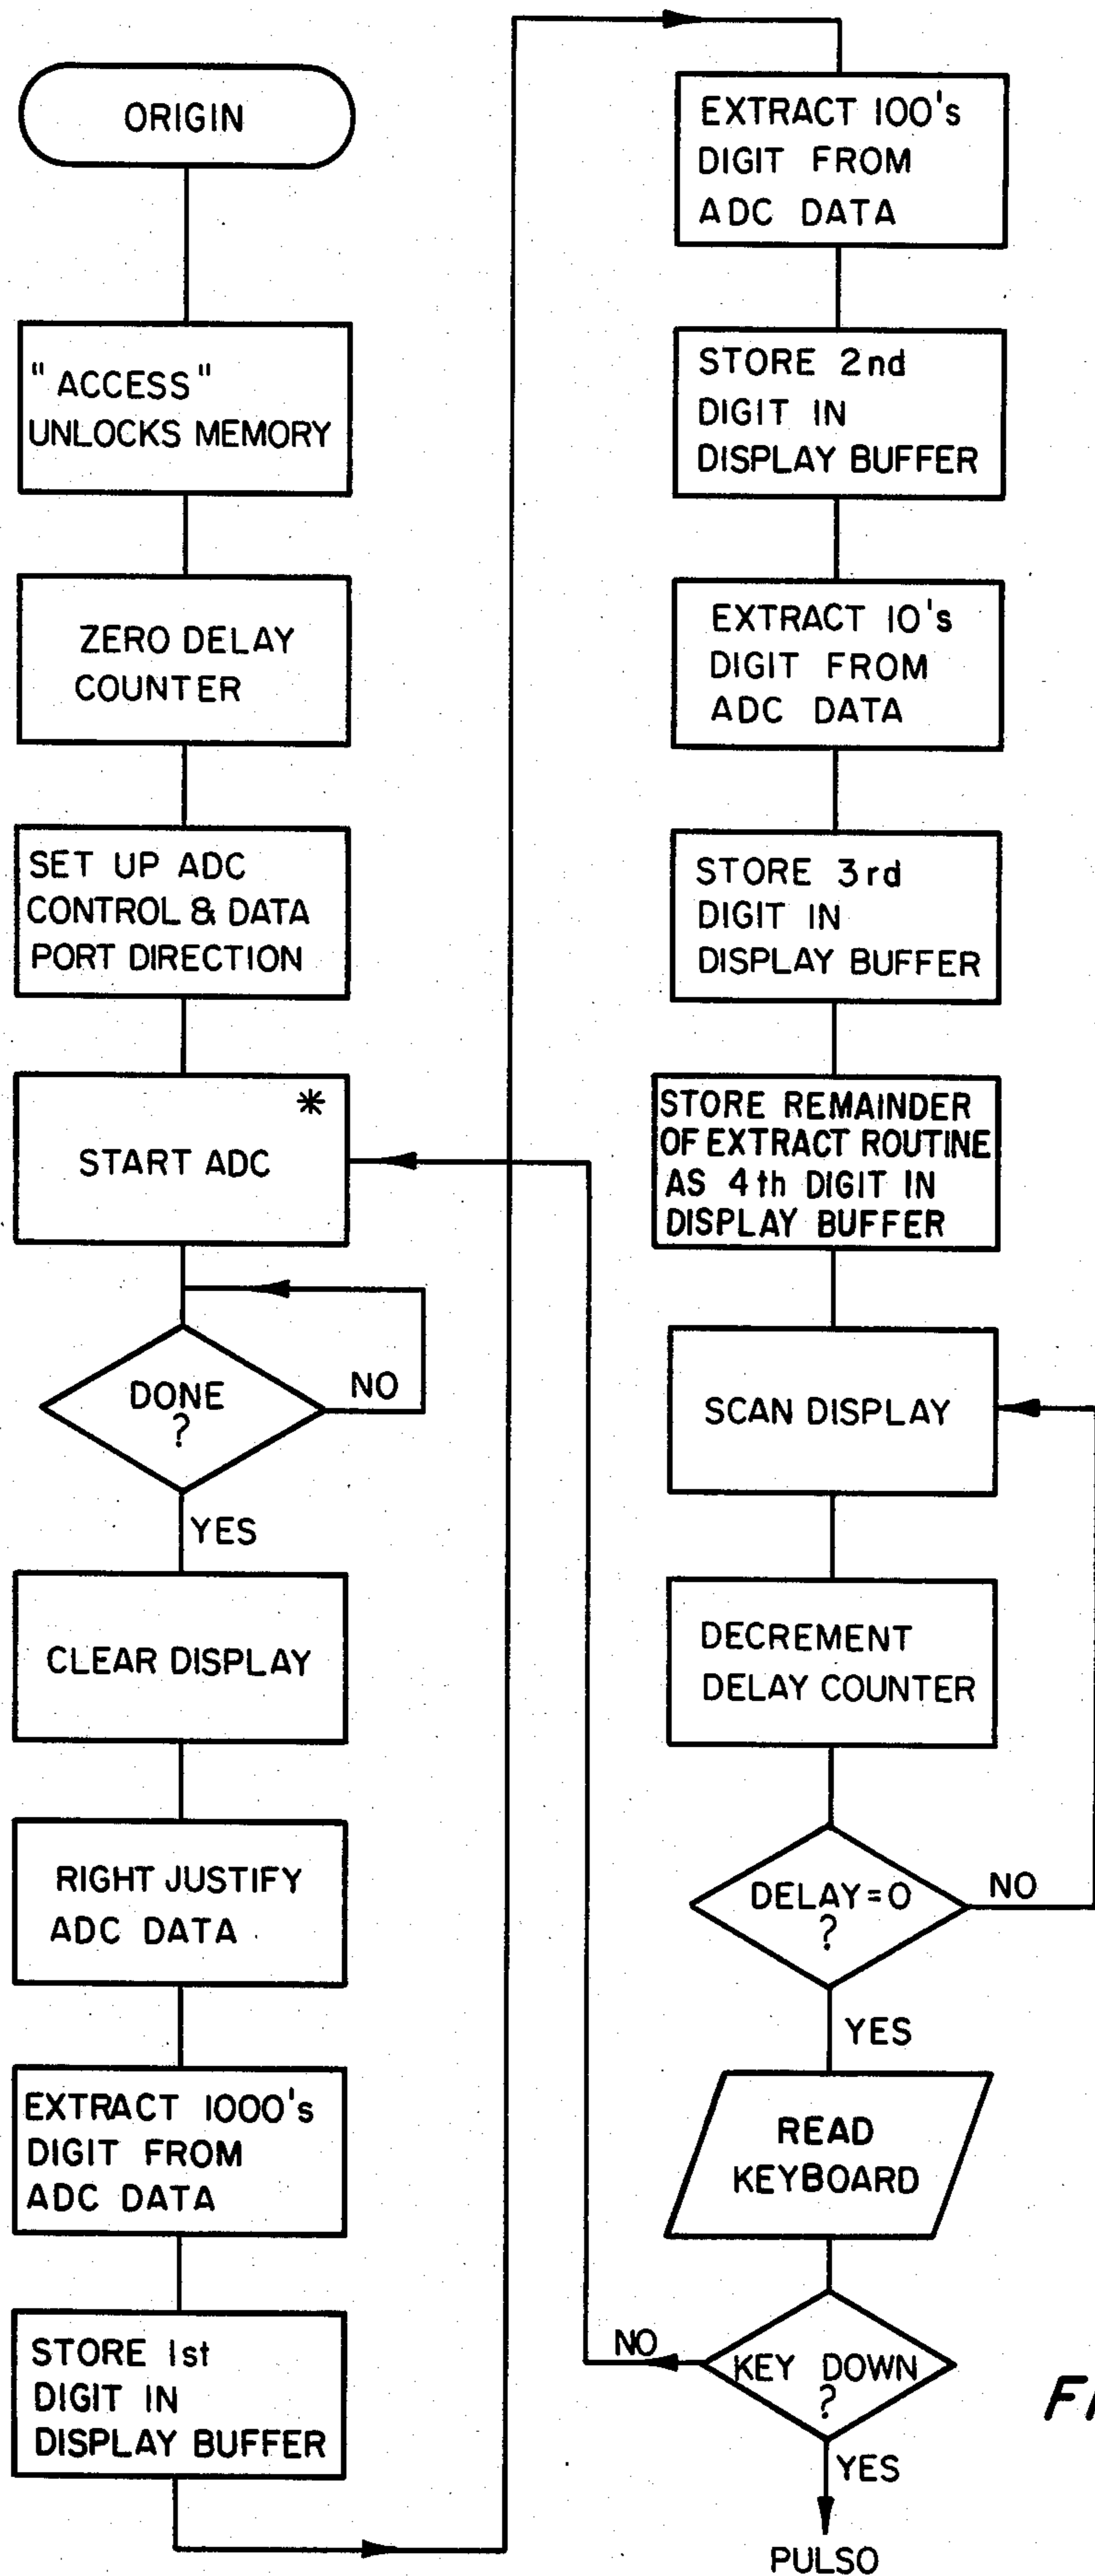 ORIGIN
"ACCESS"
UNLOCKS MEMORY
ZERO DELAY
COUNTER
SET UP ADC
CONTROL & DATA
PORT DIRECTION
*
START ADC
DONE
?
NO
YES
CLEAR DISPLAY
RIGHT JUSTIFY
ADC DATA
EXTRACT 1000's
DIGIT FROM
ADC DATA
STORE 1st
DIGIT IN
DISPLAY BUFFER
EXTRACT 100's
DIGIT FROM
ADC DATA
STORE 2nd
DIGIT IN
DISPLAY BUFFER
EXTRACT 10's
DIGIT FROM
ADC DATA
STORE 3rd
DIGIT IN
DISPLAY BUFFER
STORE REMAINDER
OF EXTRACT ROUTINE
AS 4th DIGIT IN
DISPLAY BUFFER
SCAN DISPLAY
DECREMENT
DELAY COUNTER
DELAY=0
?
NO
YES
READ
KEYBOARD
KEY DOWN
?
NO
YES
PULSO